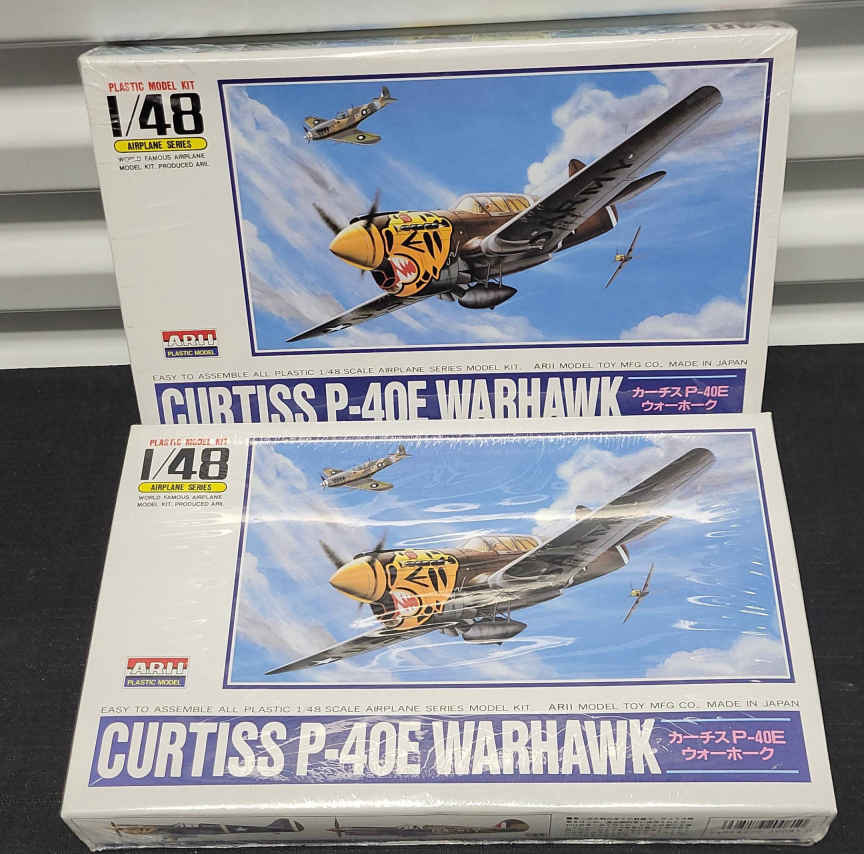 PLASTIC MODEL KIT
1/48
AIRPLANE SERIES
WORLD FAMOUS AIRPLANE
MODEL KIT, PRODUCED ARII.
ARMY
ARII
PLASTIC MODEL
EASY TO ASSEMBLE ALL PLASTIC 1/48 SCALE AIRPLANE SERIES MODEL KIT. ARII MODEL TOY MFG CO., MADE IN JAPAN
CURTISS P-40E WARHAWK
カーチス P-40E
ウォーホーク
PLASTIC MODEL KIT
1/48
AIRPLANE SERIES
WORLD FAMOUS AIRPLANE
MODEL KIT, PRODUCED ARII.
ARII
PLASTIC MODEL
EASY TO ASSEMBLE ALL PLASTIC 1/48 SCALE AIRPLANE SERIES MODEL KIT. ARII MODEL TOY MFG CO., MADE IN JAPAN
CURTISS P-40E WARHAWK
カーチス P-40E
ウォーホーク